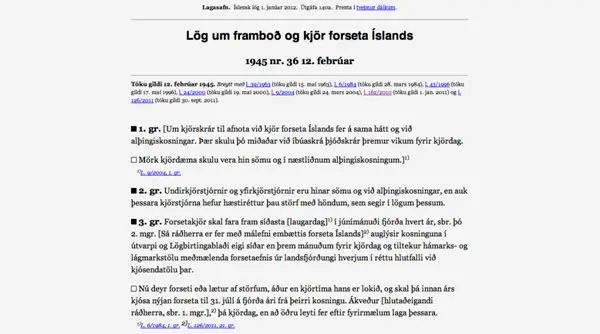 Lagasafn. Íslensk lög 1. janúar 2012. Útgáfa 140a. Prenta í tveimur dálkum.
Lög um framboð og kjör forseta Íslands
1945 nr. 36 12. febrúar
Tóku gildi 12. febrúar 1945. Breytt með l. 39/1963 (tóku gildi 15. maí 1963), l. 6/1984 (tóku gildi 28. mars 1984), l. 43/1996 (tóku
gildi 17. maí 1996), l. 24/2000 (tóku gildi 19. maí 2000), l. 9/2004 (tóku gildi 24. mars 2004), l. 162/2010 (tóku gildi 1. jan. 2011) og l.
126/2011 (tóku gildi 30. sept. 2011).
1. gr. [Um kjörskrár til afnota við kjör forseta Íslands fer á sama hátt og við
alþingiskosningar. Þær skulu þó miðaðar við íbúaskrá þjóðskrár þremur vikum fyrir kjördag.
Mörk kjördæma skulu vera hin sömu og í næstliðnum alþingiskosningum.]1)
1)L. 9/2004, 1. gr.
2. gr. Undirkjörstjórnir og yfirkjörstjórnir eru hinar sömu og við alþingiskosningar, en auk
þessara kjörstjórna hefur hæstiréttur þau störf með höndum, sem segir í lögum þessum.
3. gr. Forsetakjör skal fara fram síðasta [laugardag]1) í júnímánuði fjórða hvert ár, sbr. þó
2. mgr. [Sá ráðherra er fer með málefni embættis forseta Íslands]2) auglýsir kosninguna í
útvarpi og Lögbirtingablaði eigi síðar en þrem mánuðum fyrir kjördag og tiltekur hámarks- og
lágmarkstölu meðmælenda forsetaefnis úr landsfjórðungi hverjum í réttu hlutfalli við
kjósendatölu þar.
Nú deyr forseti eða lætur af störfum, áður en kjörtíma hans er lokið, og skal þá innan árs
kjósa nýjan forseta til 31. júlí á fjórða ári frá þeirri kosningu. Ákveður [hlutaðeigandi
ráðherra, sbr. 1. mgr.],2) þá kjördag, en að öðru leyti fer eftir fyrirmælum laga þessara.
1)L. 6/1984, 1. gr. 2)L. 126/2011, 21. gr.